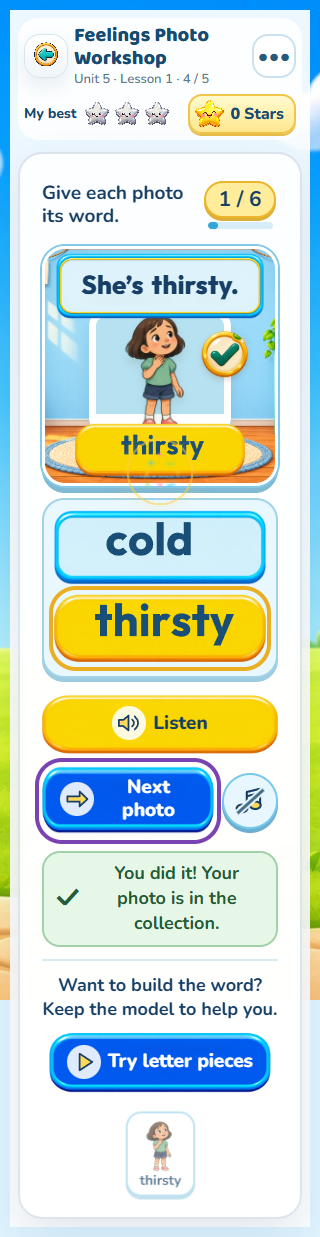 Feelings Photo
Workshop
Unit 5 · Lesson 1 · 4 / 5
My best
0 Stars
Give each photo
its word.
1 / 6
She's thirsty.
thirsty
cold
thirsty
Listen
Next
photo
You did it! Your
photo is in the
collection.
Want to build the word?
Keep the model to help you.
Try letter pieces
thirsty